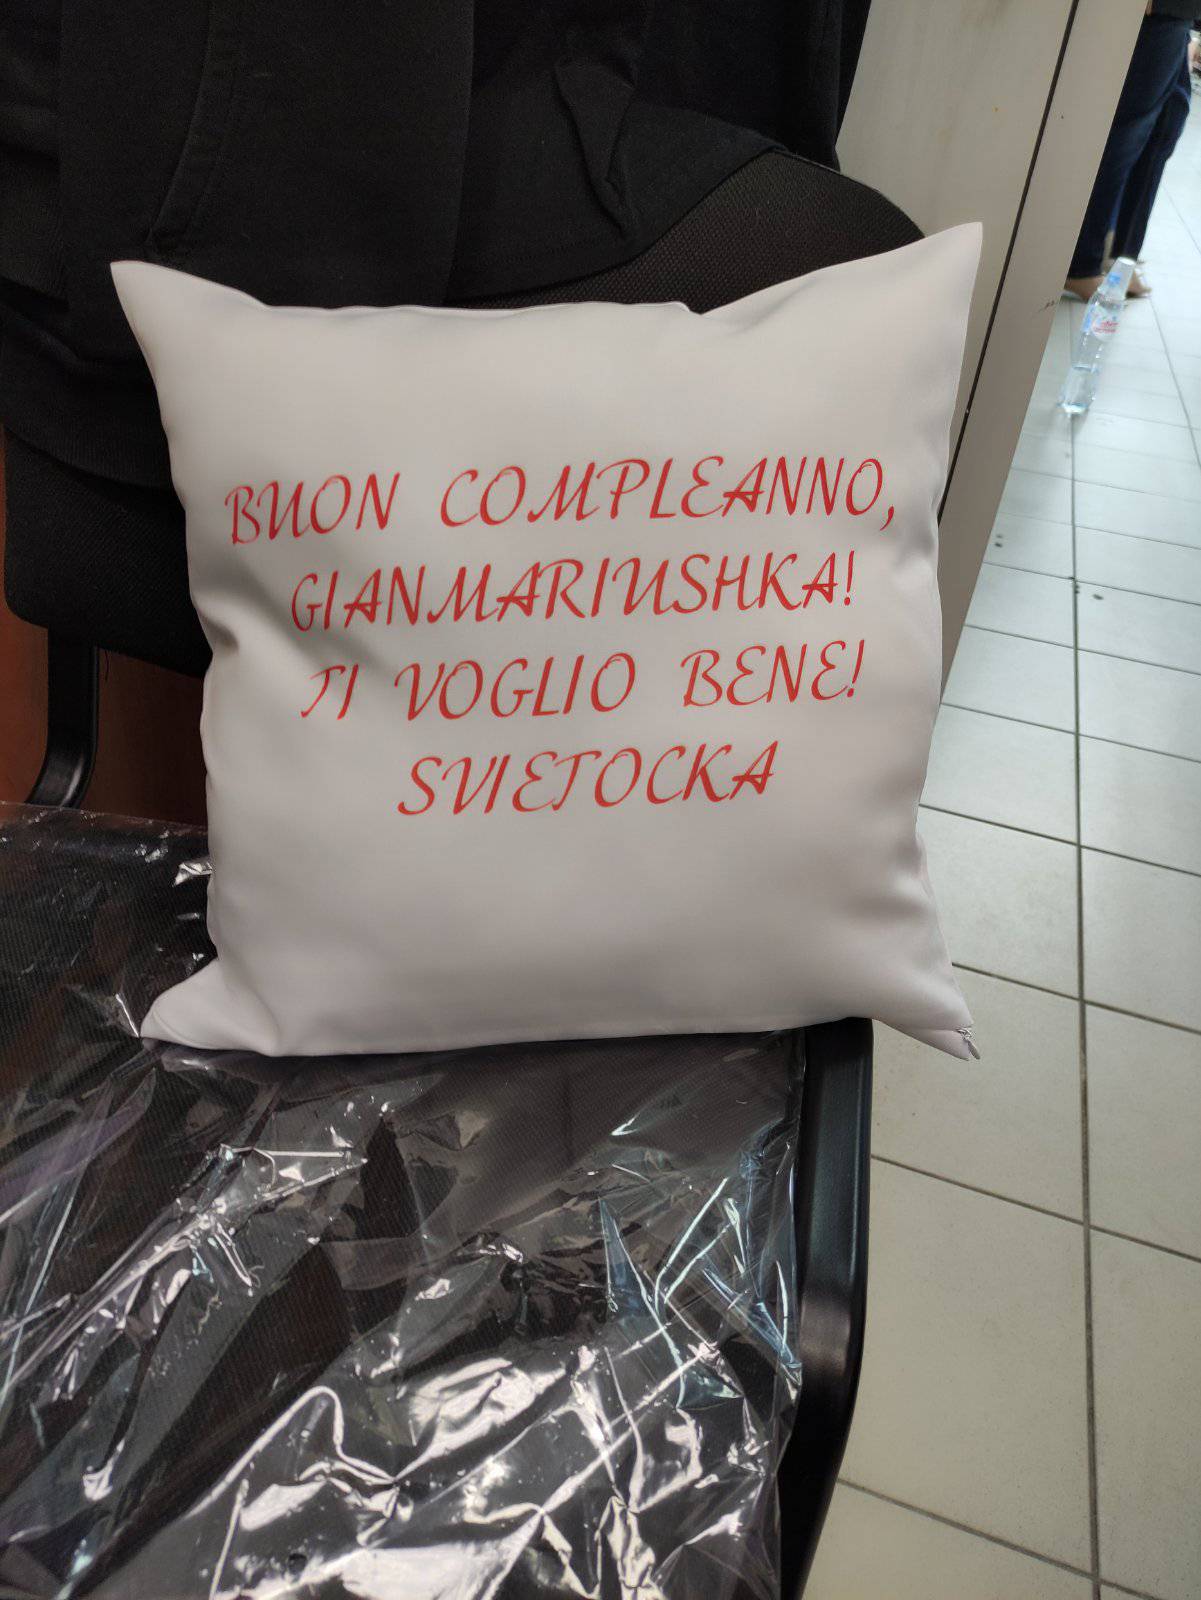 BUON COMPLEANNO,
GIANMARIUSHKA!
TI VOGLIO BENE!
SVIETOCKA